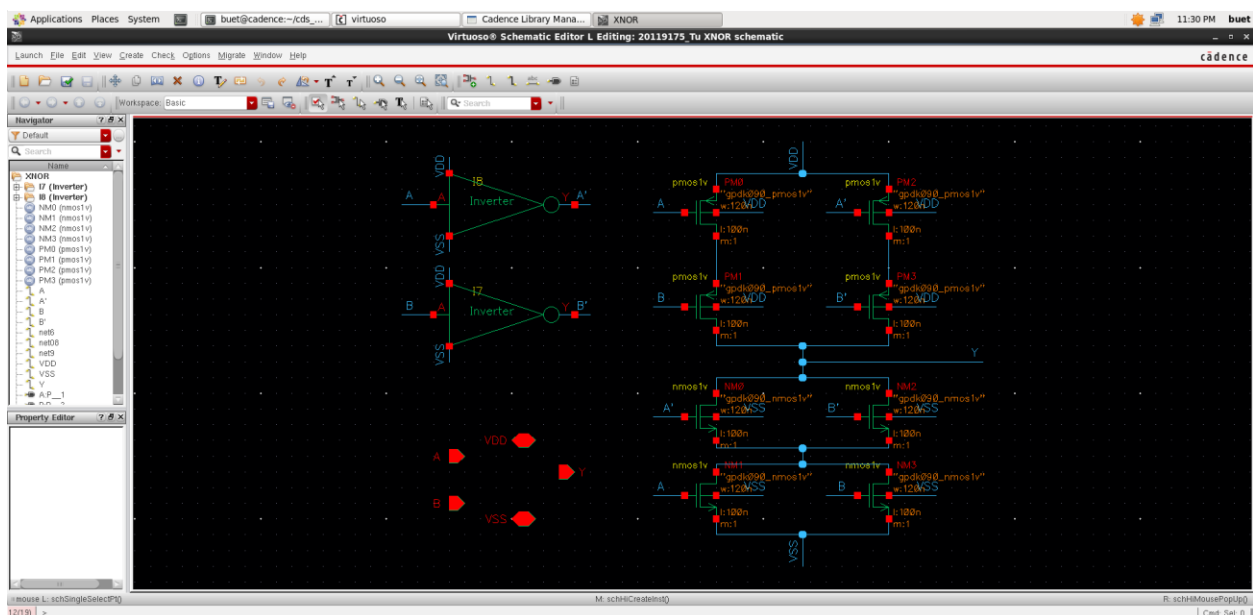 Applications Places System buet@cadence:~/cds_... virtuoso Cadence Library Mana... XNOR 11:30 PM buet
Virtuoso® Schematic Editor L Editing: 20119175_Tu XNOR schematic
Launch File Edit View Create Check Options Migrate Window Help cādence
Workspace: Basic Search
Navigator
Default
Search
Name
XNOR
I7 (Inverter)
I8 (Inverter)
NM0 (nmos1v)
NM1 (nmos1v)
NM2 (nmos1v)
NM3 (nmos1v)
PM0 (pmos1v)
PM1 (pmos1v)
PM2 (pmos1v)
PM3 (pmos1v)
A
A'
B
B'
net6
net08
net9
VDD
VSS
Y
A:P__1
Property Editor
VDD
I8
A A Inverter Y A'
VSS
VDD
I7
B A Inverter Y B'
VSS
VDD
A
Y
B
VSS
VDD
pmos1v PM0 pmos1v PM2
"gpdk090_pmos1v" "gpdk090_pmos1v"
A w:120n VDD A' w:120n VDD
l:100n l:100n
m:1 m:1
pmos1v PM1 pmos1v PM3
"gpdk090_pmos1v" "gpdk090_pmos1v"
B w:120n VDD B' w:120n VDD
l:100n l:100n
m:1 m:1
Y
nmos1v NM0 nmos1v NM2
"gpdk090_nmos1v" "gpdk090_nmos1v"
A' w:120n VSS B' w:120n VSS
l:100n l:100n
m:1 m:1
nmos1v NM1 nmos1v NM3
"gpdk090_nmos1v" "gpdk090_nmos1v"
A w:120n VSS B w:120n VSS
l:100n l:100n
m:1 m:1
VSS
mouse L: schSingleSelectPt() M: schHiCreateInst() R: schHiMousePopUp()
12(19) > Cmd: Sel: 0